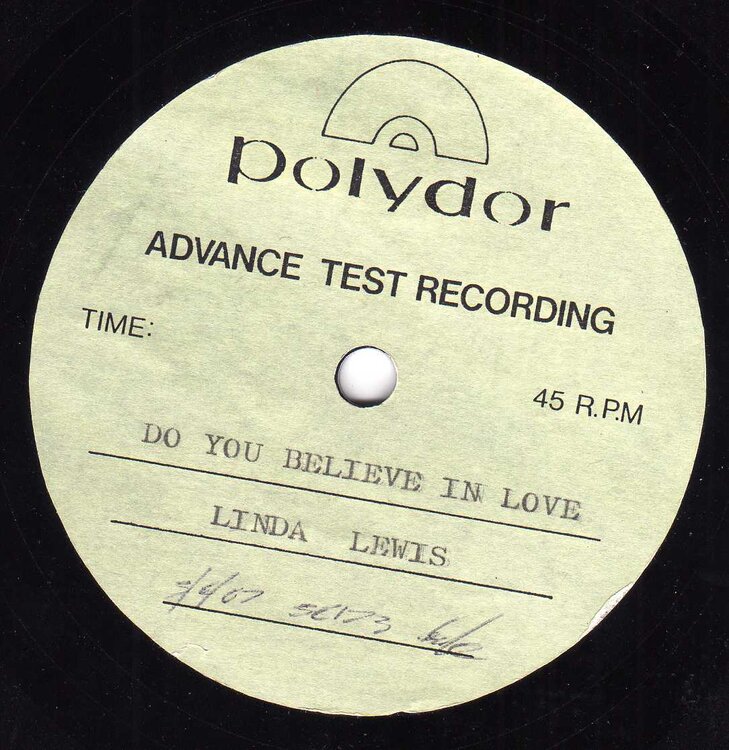 polydor
ADVANCE TEST RECORDING
TIME:
45 R.P.M
DO YOU BELIEVE IN LOVE
LINDA LEWIS